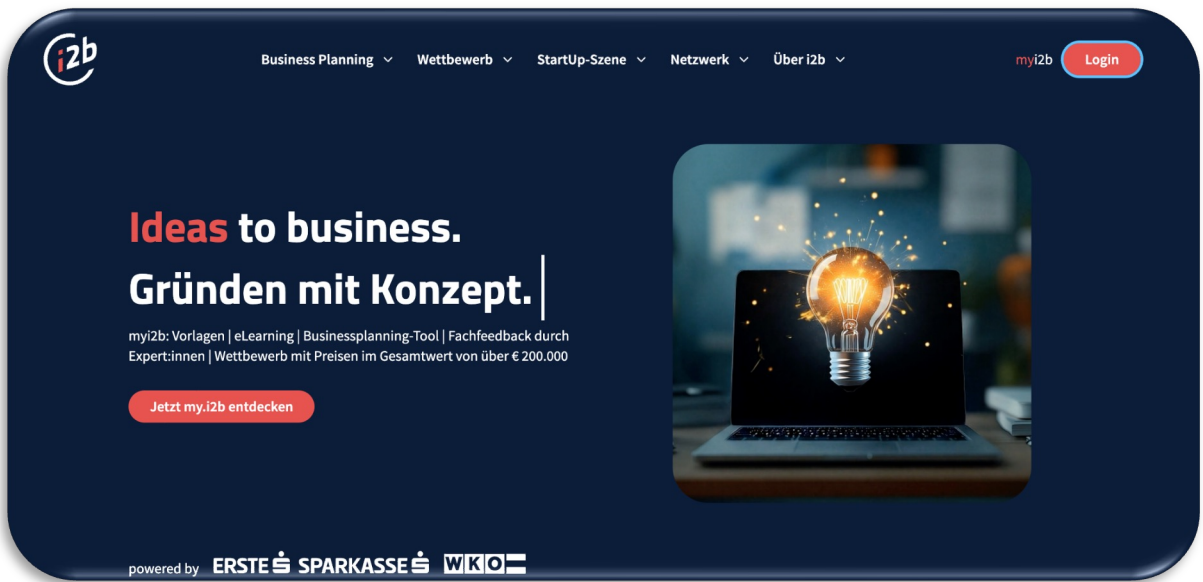 i2b
Business Planning
Wettbewerb
StartUp-Szene
Netzwerk
Über i2b
myi2b
Login
Ideas to business.
Gründen mit Konzept.
myi2b: Vorlagen | eLearning | Businessplanning-Tool | Fachfeedback durch
Expert:innen | Wettbewerb mit Preisen im Gesamtwert von über € 200.000
Jetzt my.i2b entdecken
powered by ERSTE SPARKASSE WKO